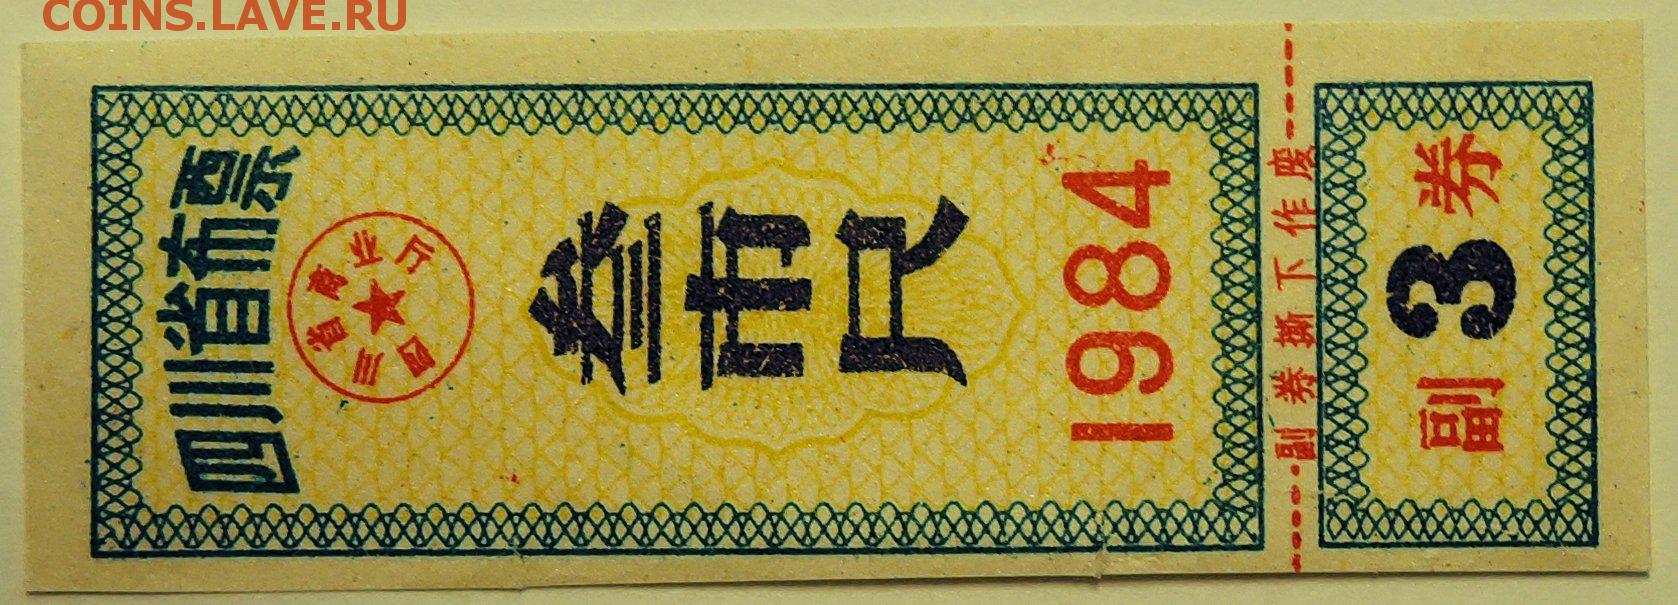 COINS.LAVE.RU
四川省布票
四川省商业厅
叁市尺
1984
副券撕下作废
副3券